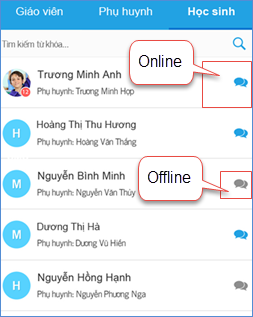 Giáo viên Phụ huynh Học sinh
Tìm kiếm từ khóa...
Online
Trương Minh Anh
Phụ huynh: Trương Minh Hợp
12
H
Hoàng Thị Thu Hương
Phụ huynh: Hoàng Văn Thắng
Offline
M
Nguyễn Bình Minh
Phụ huynh: Nguyễn Văn Thủy
M
Dương Thị Hà
Phụ huynh: Dương Vũ Hiến
H
Nguyễn Hồng Hạnh
Phụ huynh: Nguyễn Phương Nga